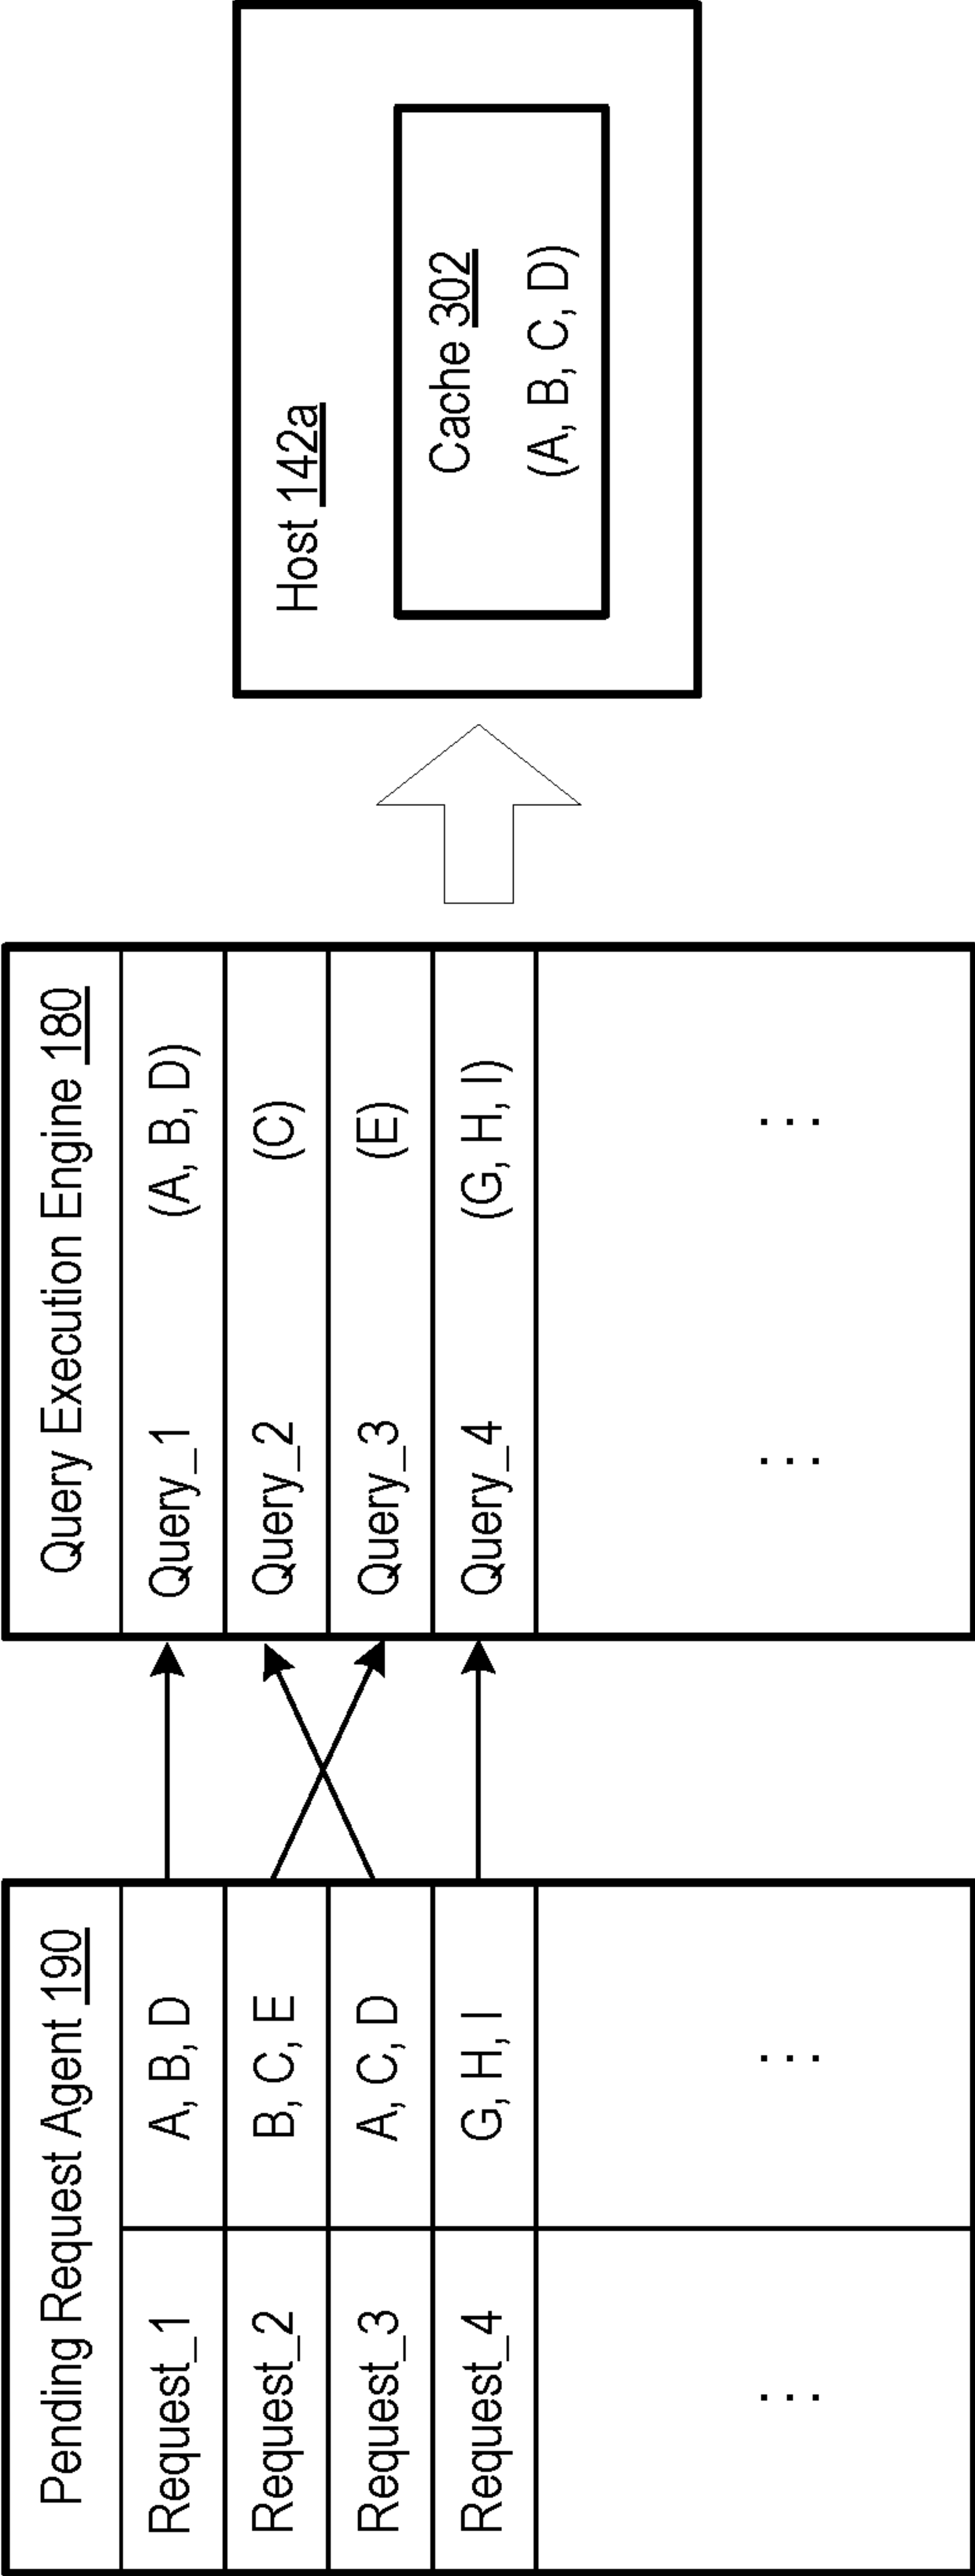 Pending Request Agent 190
Request_1 A, B, D
Request_2 B, C, E
Request_3 A, C, D
Request_4 G, H, I
... ...
Query Execution Engine 180
Query_1 (A, B, D)
Query_2 (C)
Query_3 (E)
Query_4 (G, H, I)
... ...
Host 142a
Cache 302
(A, B, C, D)